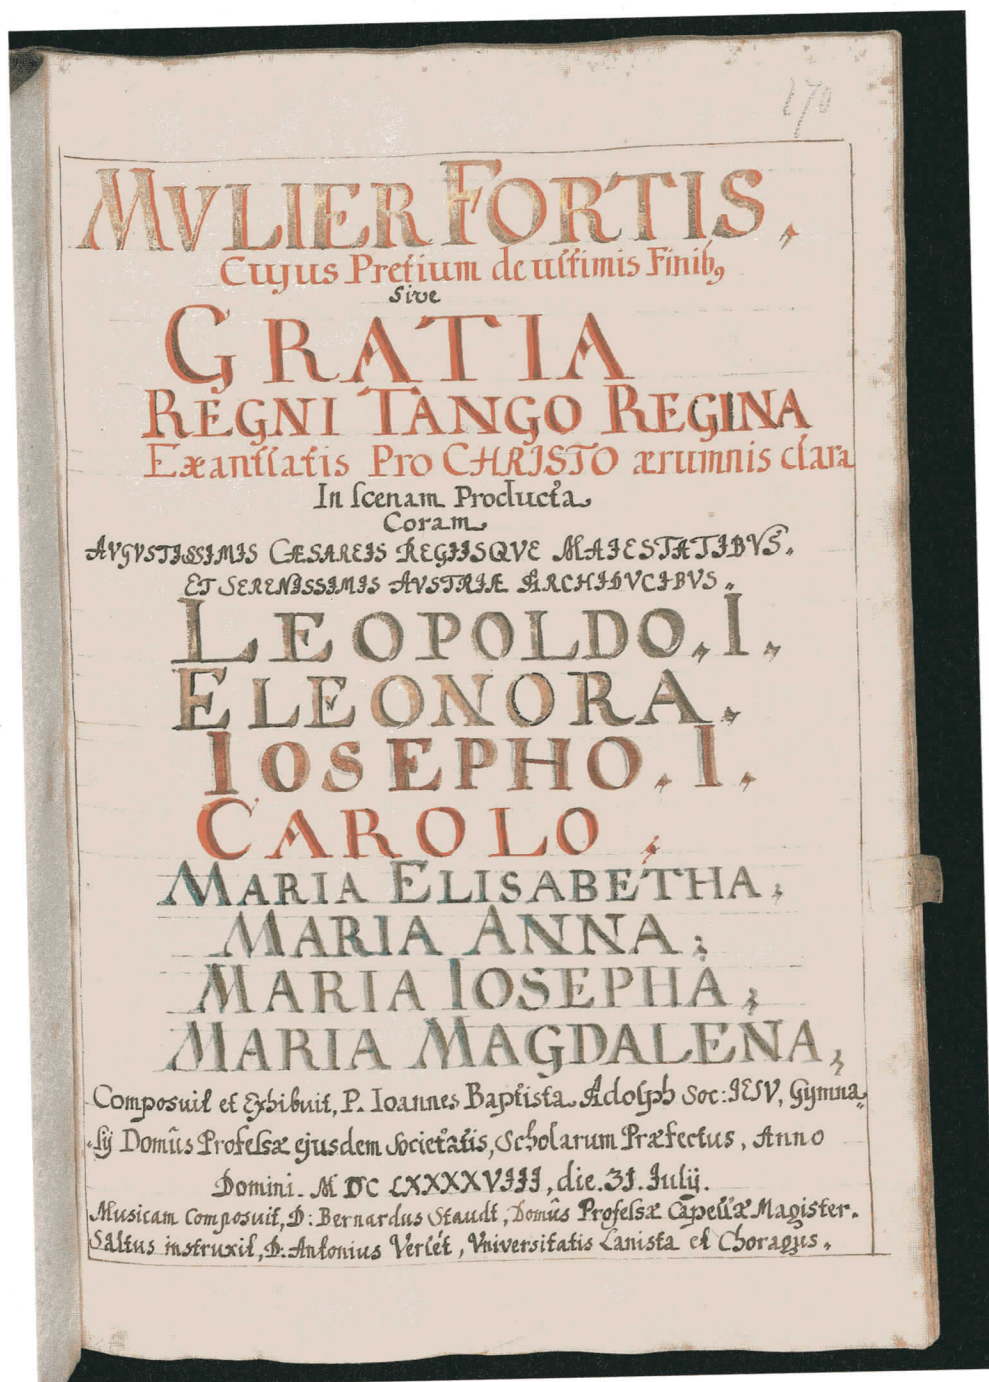 170
MVLIER FORTIS,
Cujus Pretium de ultimis Finib9
sive
GRATIA
REGNI TANGO REGINA
Exantlatis Pro CHRISTO ærumnis clara
In scenam Producta
Coram
AVGVSTISSIMIS CÆSAREIS REGIISQVE MAIESTATIBVS.
ET SERENISSIMIS AVSTRIÆ ARCHIDVCIBVS.
LEOPOLDO. I.
ELEONORA.
IOSEPHO. I.
CAROLO,
MARIA ELISABETHA;
MARIA ANNA;
MARIA IOSEPHA;
MARIA MAGDALENA;
Composuit et Exhibuit, P. Ioannes Baptista Adolph Soc: IESV, Gymna„
„sij Domûs Professæ ejusdem Societatis, Scholarum Præfectus, Anno
Domini. M DC LXXXXVIII, die. 31. Iulij.
Musicam Composuit, D: Bernardus Staudt, Domûs Professæ Capellæ Magister.
Saltus instruxit, D. Antonius Verlét, Vniversitatis Lanista et Choragus.